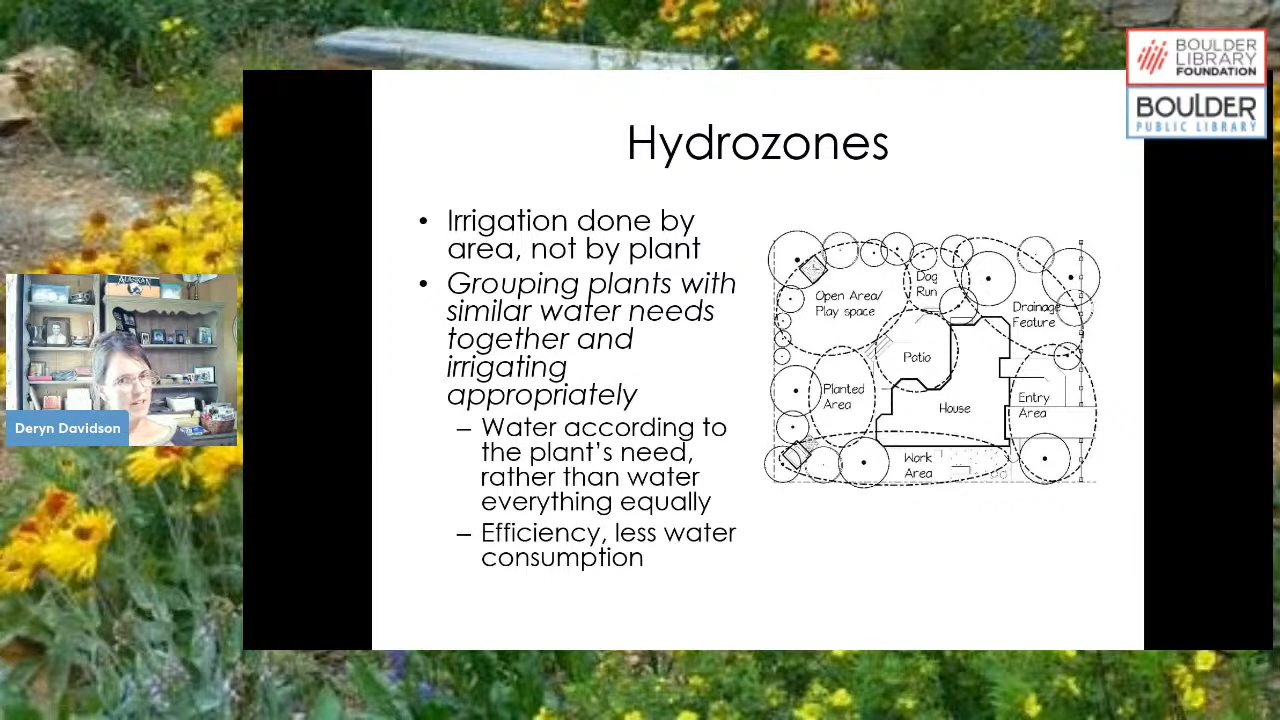 BOULDER
LIBRARY
FOUNDATION
BOULDER
PUBLIC LIBRARY
Hydrozones
• Irrigation done by
area, not by plant
• Grouping plants with
similar water needs
together and
irrigating
appropriately
– Water according to
the plant's need,
rather than water
everything equally
– Efficiency, less water
consumption
Dog
Run
Open Area/
Play space
Drainage
Feature
Patio
Planted
Area
House
Entry
Area
Work
Area
Deryn Davidson